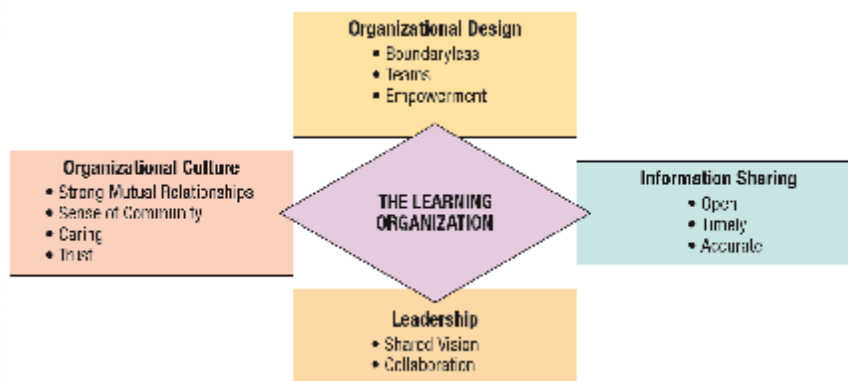 Organizational Design
• Boundaryless
• Teams
• Empowerment
Organizational Culture
• Strong Mutual Relationships
• Sense of Community
• Caring
• Trust
THE LEARNING
ORGANIZATION
Information Sharing
• Open
• Timely
• Accurate
Leadership
• Shared Vision
• Collaboration